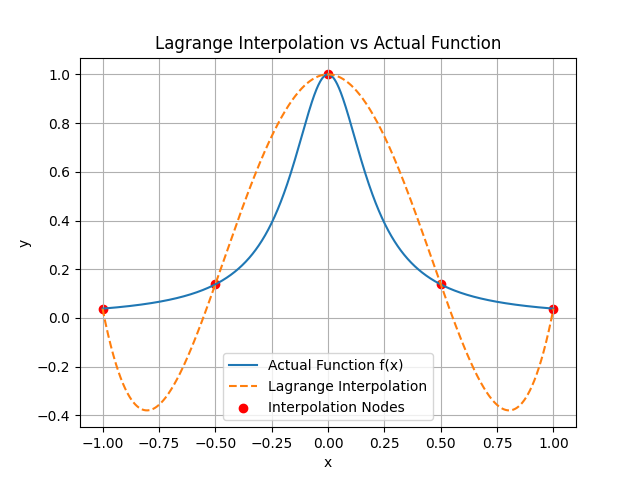 Lagrange Interpolation vs Actual Function
1.0
0.8
0.6
0.4
0.2
0.0
−0.2
−0.4
y
Actual Function f(x)
Lagrange Interpolation
Interpolation Nodes
−1.00 −0.75 −0.50 −0.25 0.00 0.25 0.50 0.75 1.00
x